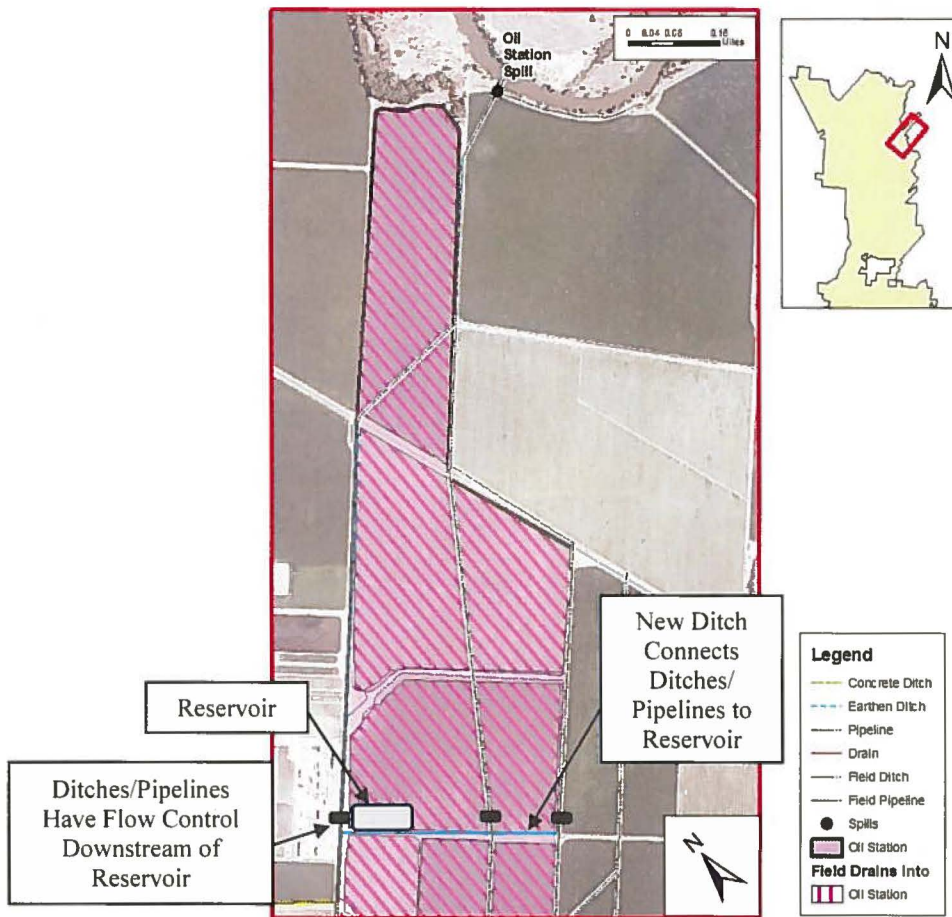 Oil
Station
Spill
0 0.04 0.08 0.16
Miles
N
New Ditch
Connects
Ditches/
Pipelines to
Reservoir
Reservoir
Ditches/Pipelines
Have Flow Control
Downstream of
Reservoir
N
Legend
Concrete Ditch
Earthen Ditch
Pipeline
Drain
Field Ditch
Field Pipeline
Spills
Oil Station
Field Drains Into
Oil Station